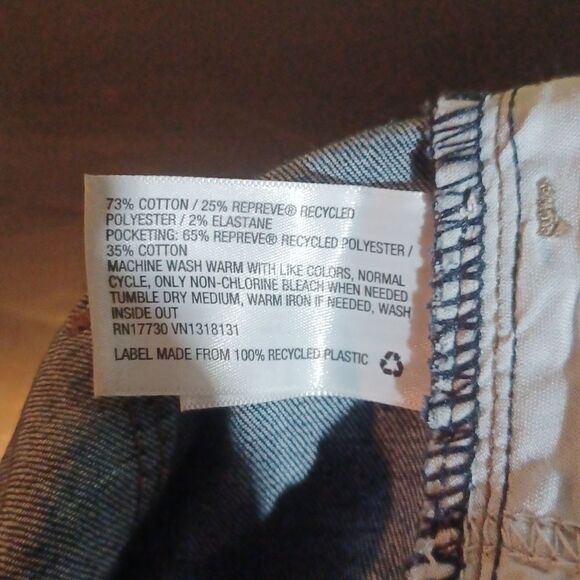 73% COTTON / 25% REPREVE® RECYCLED
POLYESTER / 2% ELASTANE
POCKETING: 65% REPREVE® RECYCLED POLYESTER /
35% COTTON
MACHINE WASH WARM WITH LIKE COLORS, NORMAL
CYCLE, ONLY NON-CHLORINE BLEACH WHEN NEEDED
TUMBLE DRY MEDIUM, WARM IRON IF NEEDED, WASH
INSIDE OUT
RN17730 VN1318131
LABEL MADE FROM 100% RECYCLED PLASTIC